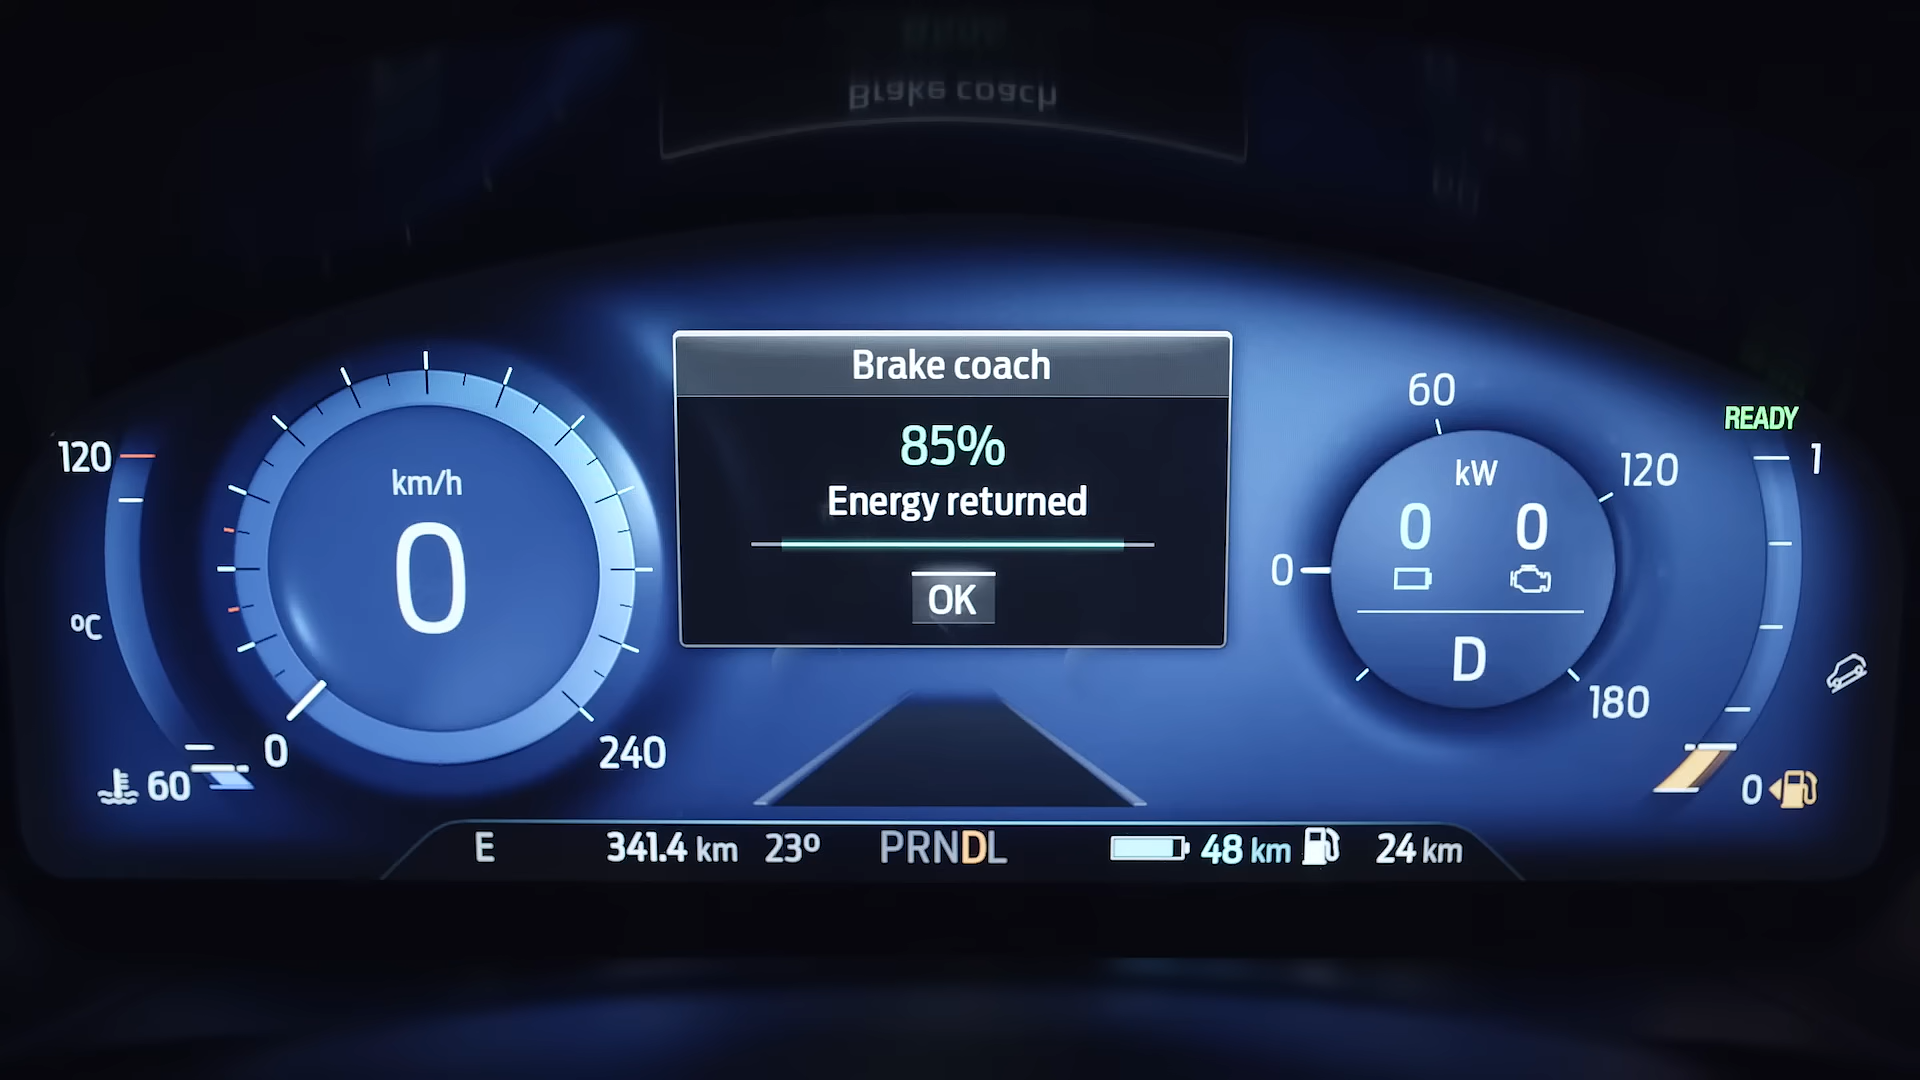 Brake coach
Brake coach
85%
Energy returned
OK
120
ºC
60
km/h
0
0
240
60
kW
120
0
0
0
D
180
READY
1
0
E
341.4 km
23º
PRNDL
48 km
24 km